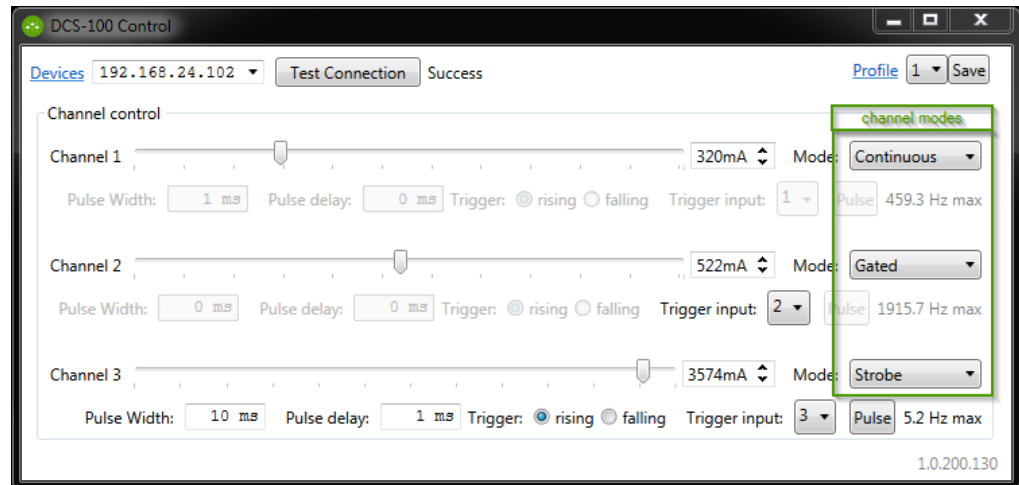 DCS-100 Control
Devices 192.168.24.102 Test Connection Success Profile 1 Save
Channel control channel modes
Channel 1 320mA Mode: Continuous
Pulse Width: 1 ms Pulse delay: 0 ms Trigger: rising falling Trigger input: 1 Pulse 459.3 Hz max
Channel 2 522mA Mode: Gated
Pulse Width: 0 ms Pulse delay: 0 ms Trigger: rising falling Trigger input: 2 Pulse 1915.7 Hz max
Channel 3 3574mA Mode: Strobe
Pulse Width: 10 ms Pulse delay: 1 ms Trigger: rising falling Trigger input: 3 Pulse 5.2 Hz max
1.0.200.130